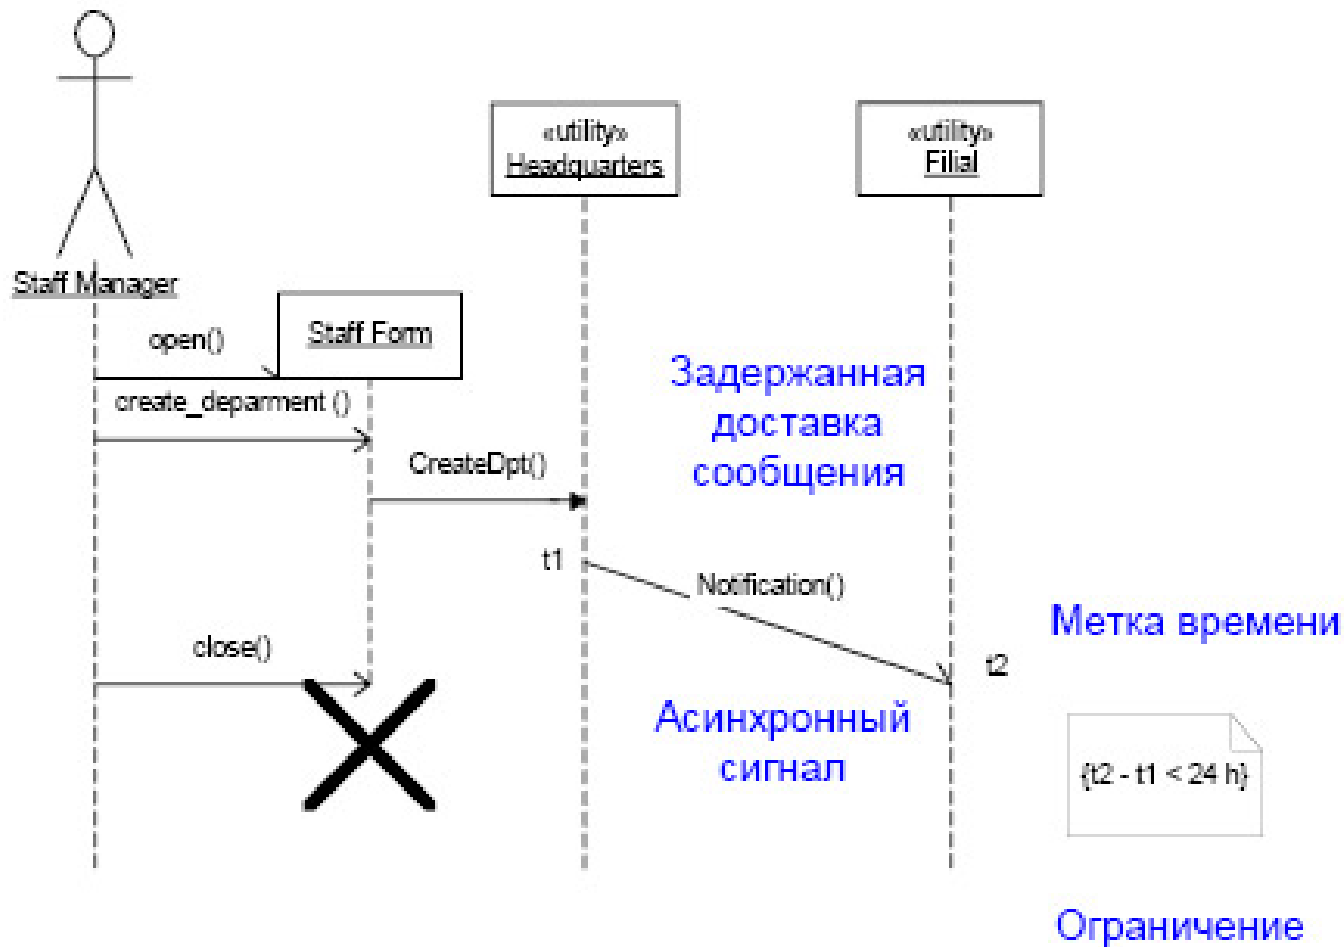 «utility»
Headquarters
«utility»
Filial
Staff Manager
open()
Staff Form
create_deparment ()
CreateDpt()
Задержанная
доставка
сообщения
t1
Notification()
close()
t2
Метка времени
Асинхронный
сигнал
{t2 - t1 < 24 h}
Ограничение